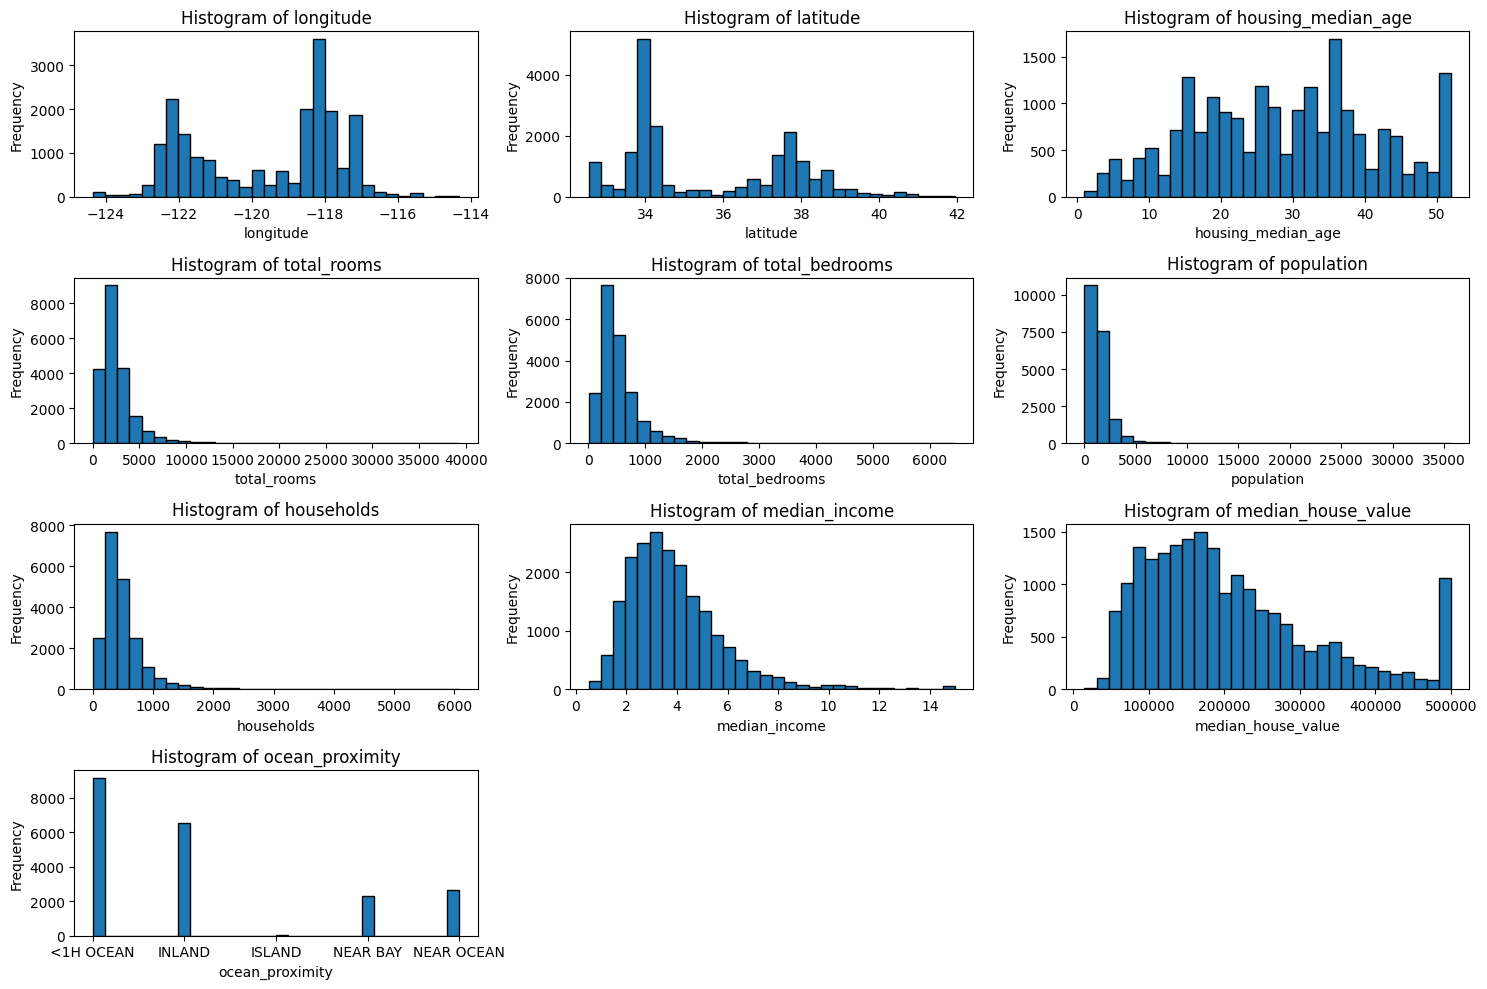 Histogram of longitude
Frequency
3000
2000
1000
0
−124 −122 −120 −118 −116 −114
longitude
Histogram of latitude
Frequency
4000
2000
0
34 36 38 40 42
latitude
Histogram of housing_median_age
Frequency
1500
1000
500
0
0 10 20 30 40 50
housing_median_age
Histogram of total_rooms
Frequency
8000
6000
4000
2000
0
0 5000 10000 15000 20000 25000 30000 35000 40000
total_rooms
Histogram of total_bedrooms
Frequency
8000
6000
4000
2000
0
0 1000 2000 3000 4000 5000 6000
total_bedrooms
Histogram of population
Frequency
10000
7500
5000
2500
0
0 5000 10000 15000 20000 25000 30000 35000
population
Histogram of households
Frequency
8000
6000
4000
2000
0
0 1000 2000 3000 4000 5000 6000
households
Histogram of median_income
Frequency
2000
1000
0
0 2 4 6 8 10 12 14
median_income
Histogram of median_house_value
Frequency
1500
1000
500
0
0 100000 200000 300000 400000 500000
median_house_value
Histogram of ocean_proximity
Frequency
8000
6000
4000
2000
0
<1H OCEAN INLAND ISLAND NEAR BAY NEAR OCEAN
ocean_proximity